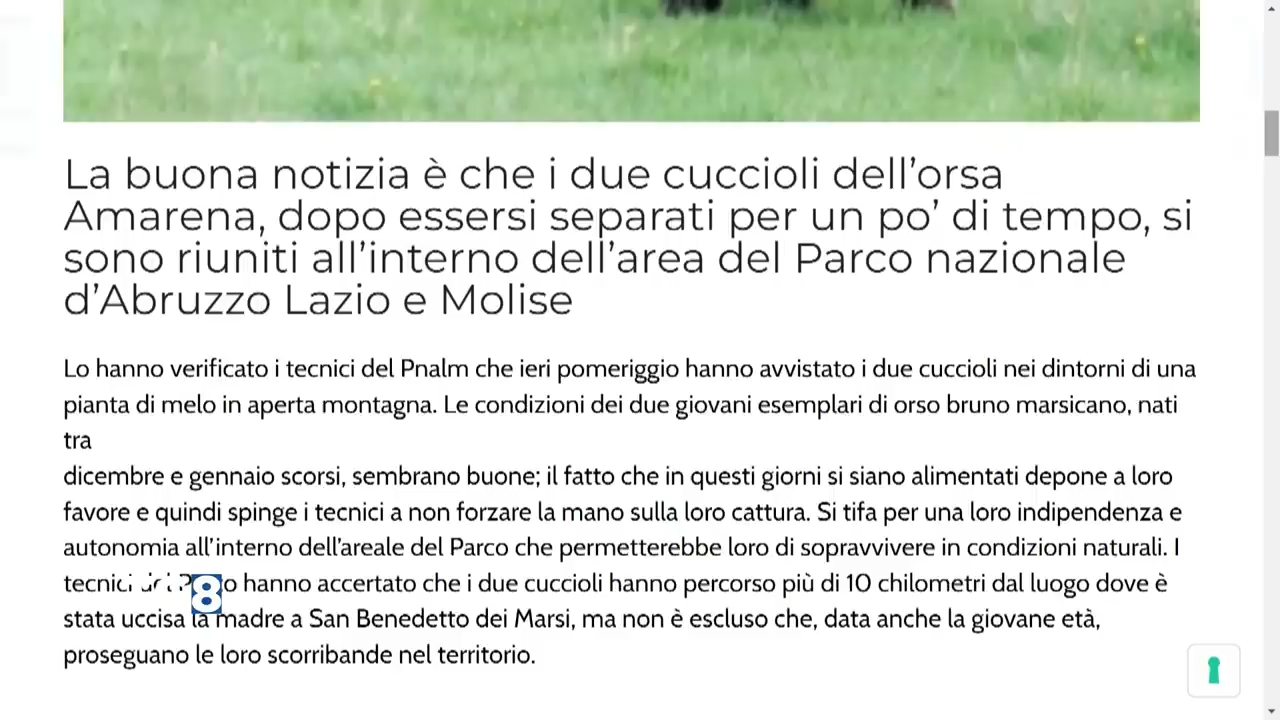 La buona notizia è che i due cuccioli dell'orsa
Amarena, dopo essersi separati per un po' di tempo, si
sono riuniti all'interno dell'area del Parco nazionale
d'Abruzzo Lazio e Molise
Lo hanno verificato i tecnici del Pnalm che ieri pomeriggio hanno avvistato i due cuccioli nei dintorni di una
pianta di melo in aperta montagna. Le condizioni dei due giovani esemplari di orso bruno marsicano, nati
tra
dicembre e gennaio scorsi, sembrano buone; il fatto che in questi giorni si siano alimentati depone a loro
favore e quindi spinge i tecnici a non forzare la mano sulla loro cattura. Si tifa per una loro indipendenza e
autonomia all'interno dell'areale del Parco che permetterebbe loro di sopravvivere in condizioni naturali. I
tecnici hanno accertato che i due cuccioli hanno percorso più di 10 chilometri dal luogo dove è
8
stata uccisa la madre a San Benedetto dei Marsi, ma non è escluso che, data anche la giovane età,
proseguano le loro scorribande nel territorio.